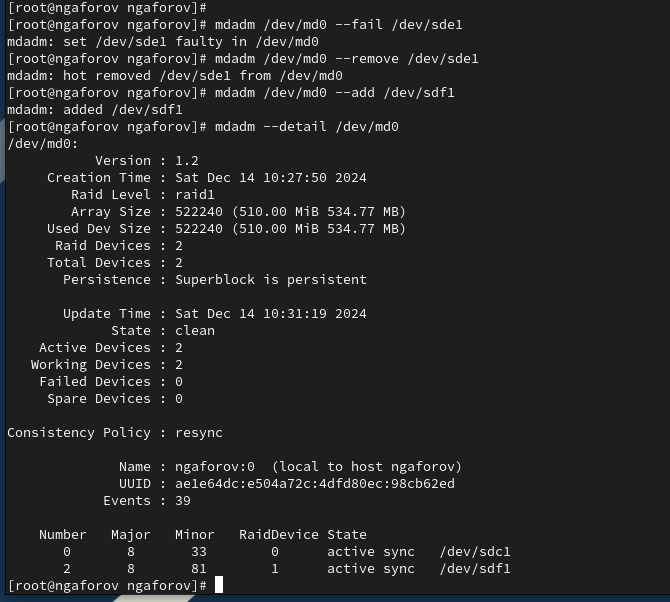 [root@ngaforov ngaforov]#
[root@ngaforov ngaforov]# mdadm /dev/md0 --fail /dev/sde1
mdadm: set /dev/sde1 faulty in /dev/md0
[root@ngaforov ngaforov]# mdadm /dev/md0 --remove /dev/sde1
mdadm: hot removed /dev/sde1 from /dev/md0
[root@ngaforov ngaforov]# mdadm /dev/md0 --add /dev/sdf1
mdadm: added /dev/sdf1
[root@ngaforov ngaforov]# mdadm --detail /dev/md0
/dev/md0:
Version : 1.2
Creation Time : Sat Dec 14 10:27:50 2024
Raid Level : raid1
Array Size : 522240 (510.00 MiB 534.77 MB)
Used Dev Size : 522240 (510.00 MiB 534.77 MB)
Raid Devices : 2
Total Devices : 2
Persistence : Superblock is persistent
Update Time : Sat Dec 14 10:31:19 2024
State : clean
Active Devices : 2
Working Devices : 2
Failed Devices : 0
Spare Devices : 0
Consistency Policy : resync
Name : ngaforov:0  (local to host ngaforov)
UUID : ae1e64dc:e504a72c:4dfd80ec:98cb62ed
Events : 39
Number   Major   Minor   RaidDevice State
0       8       33        0      active sync   /dev/sdc1
2       8       81        1      active sync   /dev/sdf1
[root@ngaforov ngaforov]#